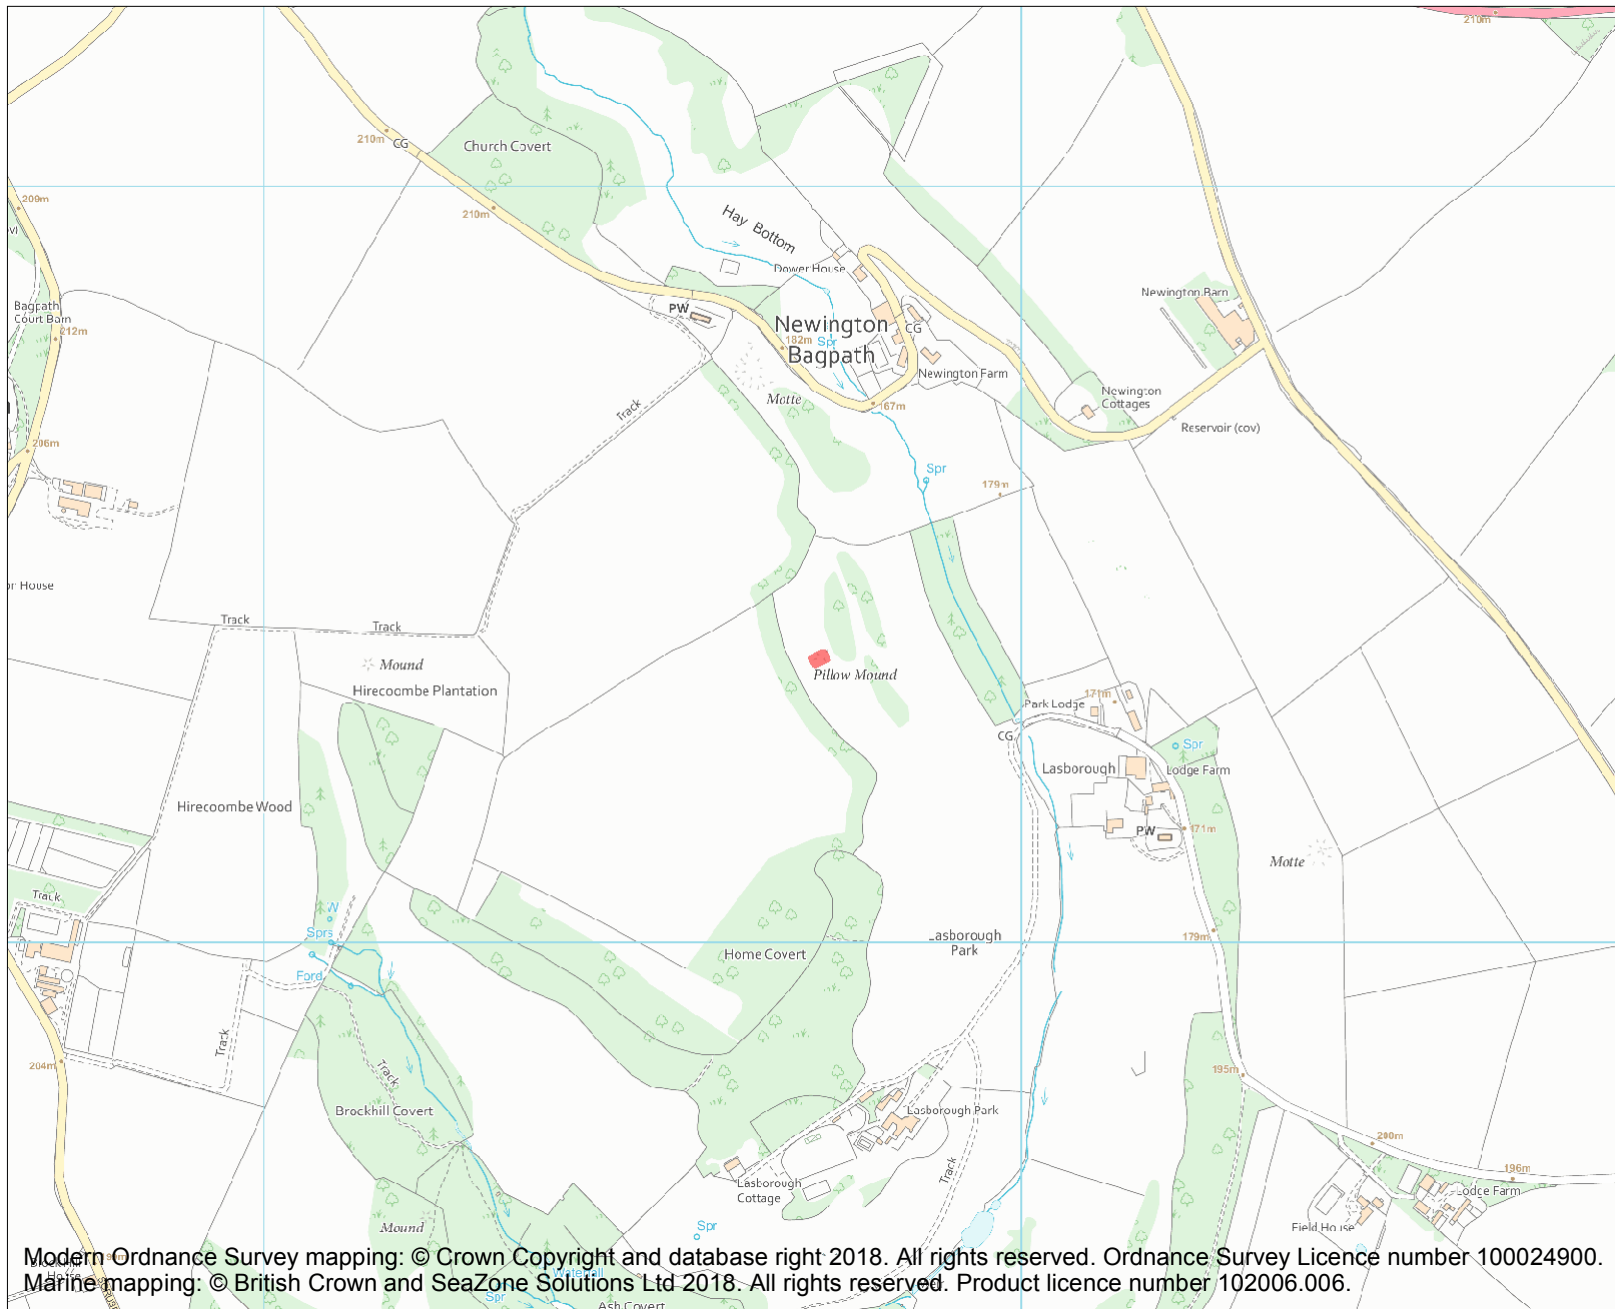 210m
210m
CG
Church Covert
209m
210m
Hay Bottom
Dower House
Newington Barn
Bagpath
Court Barn
212m
PW
Newington
Bagpath
CG
182m
Spr
Newington Farm
Motte
167m
Newington
Cottages
Reservoir (cov)
Track
206m
Spr
179m
House
Track
Track
Mound
Hirecoombe Plantation
Pillow Mound
171m
Park Lodge
CG
Spr
Lasborough
Lodge Farm
Hirecoombe Wood
PW
171m
Motte
Track
W
Sprs
Lasborough
Park
179m
Home Covert
Ford
Track
Track
204m
195m
Brockhill Covert
Lasborough Park
200m
196m
Track
Lasborough
Cottage
Lodge Farm
Mound
Spr
Field House
Modern Ordnance Survey mapping: © Crown Copyright and database right 2018. All rights reserved. Ordnance Survey Licence number 100024900.
Marine mapping: © British Crown and SeaZone Solutions Ltd 2018. All rights reserved. Product licence number 102006.006.
Waterfall
Spr
Ash Covert